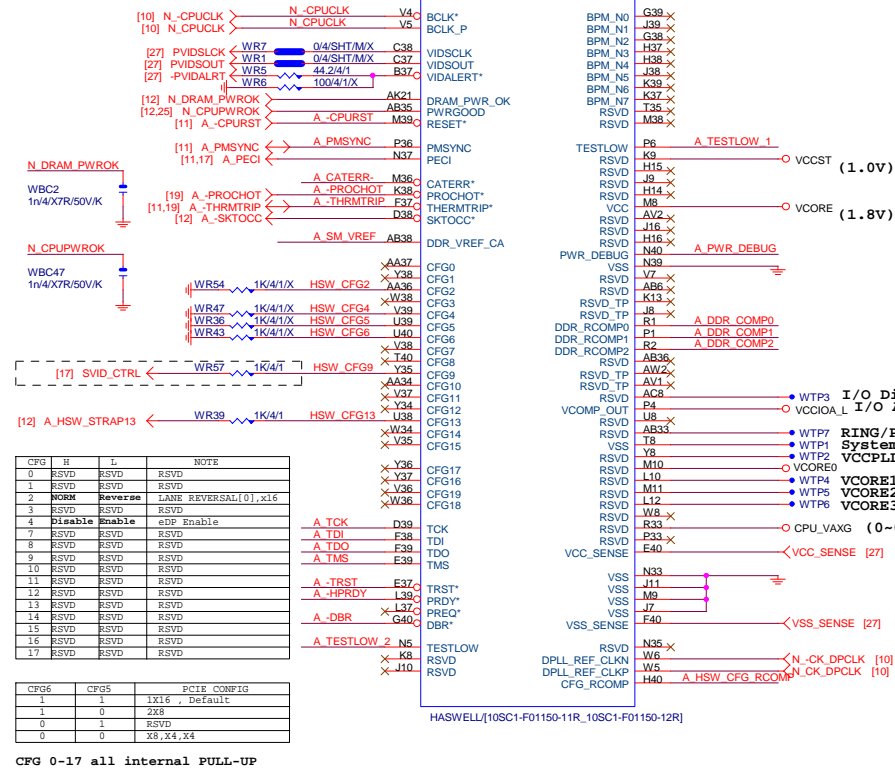 [10] N_-CPUCLK N_-CPUCLK V4 BCLK*
[10] N_CPUCLK N_CPUCLK V5 BCLK_P
[27] PVIDSLCK WR7 0/4/SHT/M/X C38 VIDSCLK
[27] PVIDSOUT WR1 0/4/SHT/M/X C37 VIDSOUT
[27] -PVIDALRT WR5 44.2/4/1 B37 VIDALERT*
WR6 100/4/1/X
[12] N_DRAM_PWROK AK21 DRAM_PWR_OK
[12,25] N_CPUPWROK AB35 PWRGOOD
[11] A_-CPURST A_-CPURST M39 RESET*
[11] A_PMSYNC A_PMSYNC P36 PMSYNC
[11,17] A_PECI N37 PECI
A_CATERR- M36 CATERR*
[19] A_-PROCHOT A_-PROCHOT K38 PROCHOT*
[11,19] A_-THRMTRIP A_-THRMTRIP F37 THERMTRIP*
[12] A_-SKTOCC D38 SKTOCC*
A_SM_VREF AB38 DDR_VREF_CA
N_DRAM_PWROK
WBC2
1n/4/X7R/50V/K
N_CPUPWROK
WBC47
1n/4/X7R/50V/K
AA37 CFG0
Y38 CFG1
WR54 1K/4/1/X HSW_CFG2 AA36 CFG2
W38 CFG3
WR47 1K/4/1/X HSW_CFG4 V39 CFG4
WR36 1K/4/1/X HSW_CFG5 U39 CFG5
WR43 1K/4/1/X HSW_CFG6 U40 CFG6
V38 CFG7
T40 CFG8
[17] SVID_CTRL WR57 1K/4/1 HSW_CFG9 Y35 CFG9
AA34 CFG10
V37 CFG11
Y34 CFG12
[12] A_HSW_STRAP13 WR39 1K/4/1 HSW_CFG13 U38 CFG13
W34 CFG14
V35 CFG15
Y36 CFG17
Y37 CFG16
V36 CFG19
W36 CFG18
A_TCK D39 TCK
A_TDI F38 TDI
A_TDO F39 TDO
A_TMS E39 TMS
A_-TRST E37 TRST*
A_-HPRDY L39 PRDY*
L37 PREQ*
A_-DBR G40 DBR*
A_TESTLOW_2 N5 TESTLOW
K8 RSVD
J10 RSVD
BPM_N0 G39
BPM_N1 J39
BPM_N2 G38
BPM_N3 H37
BPM_N4 H38
BPM_N5 J38
BPM_N6 K39
BPM_N7 K37
RSVD T35
RSVD M38
TESTLOW P6 A_TESTLOW_1
RSVD K9 VCCST (1.0V)
RSVD H15
RSVD J9
RSVD H14
VCC M8 VCORE (1.8V)
RSVD AV2
RSVD J16
RSVD H16
PWR_DEBUG N40 A_PWR_DEBUG
VSS N39
RSVD V7
RSVD AB6
RSVD_TP K13
RSVD_TP J8
DDR_RCOMP0 R1 A_DDR_COMP0
DDR_RCOMP1 P1 A_DDR_COMP1
DDR_RCOMP2 R2 A_DDR_COMP2
RSVD AB36
RSVD_TP AW2
RSVD_TP AV1
RSVD AC8 WTP3 I/O
VCOMP_OUT P4 VCCIOA_L I/O
RSVD U8
RSVD AB33 WTP7
VSS T8 WTP1 System
RSVD Y8 WTP2
RSVD M10 VCORE0
RSVD L10 WTP4 VCORE1
RSVD M11 WTP5 VCORE2
RSVD L12 WTP6 VCORE3
RSVD W8
RSVD R33 CPU_VAXG (0~
RSVD P33
VCC_SENSE E40 VCC_SENSE [27]
VSS N33
VSS J11
VSS M9
VSS J7
VSS_SENSE F40 VSS_SENSE [27]
RSVD N35
DPLL_REF_CLKN W6 N_-CK_DPCLK [10]
DPLL_REF_CLKP W5 N_CK_DPCLK [10]
CFG_RCOMP H40 A_HSW_CFG_RCOMP
HASWELL/[10SC1-F01150-11R_10SC1-F01150-12R]
CFG H L NOTE
0 RSVD RSVD RSVD
1 RSVD RSVD RSVD
2 NORM Reverse LANE REVERSAL[0],x16
3 RSVD RSVD RSVD
4 Disable Enable eDP Enable
7 RSVD RSVD RSVD
8 RSVD RSVD RSVD
9 RSVD RSVD RSVD
10 RSVD RSVD RSVD
11 RSVD RSVD RSVD
12 RSVD RSVD RSVD
13 RSVD RSVD RSVD
14 RSVD RSVD RSVD
15 RSVD RSVD RSVD
16 RSVD RSVD RSVD
17 RSVD RSVD RSVD
CFG6 CFG5 PCIE CONFIG
1 1 1X16 , Default
1 0 2X8
0 1 RSVD
0 0 X8,X4,X4
CFG 0-17 all internal PULL-UP